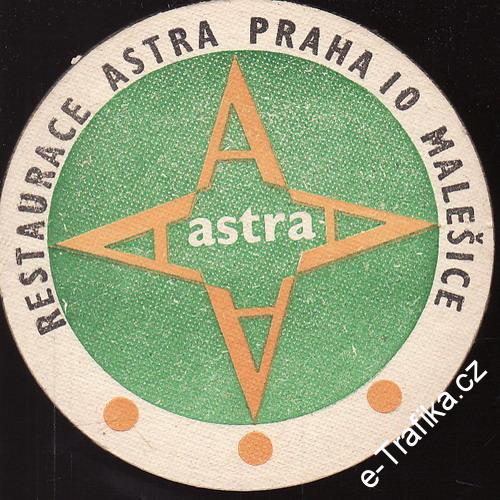 RESTAURACE ASTRA PRAHA 10 MALEŠICE
A
astra
A A
A
e-Trafika.cz